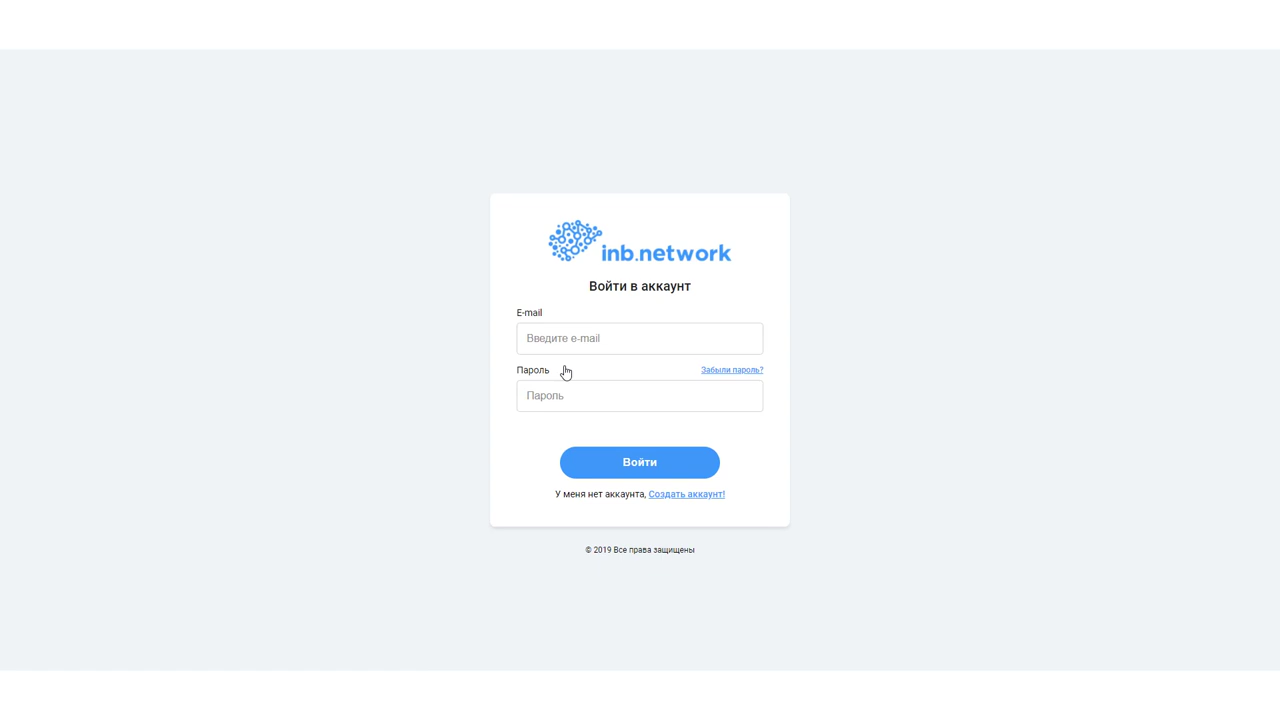 inb.network
Войти в аккаунт
E-mail
Введите e-mail
Пароль Забыли пароль?
Пароль
Войти
У меня нет аккаунта, Создать аккаунт!
© 2019 Все права защищены